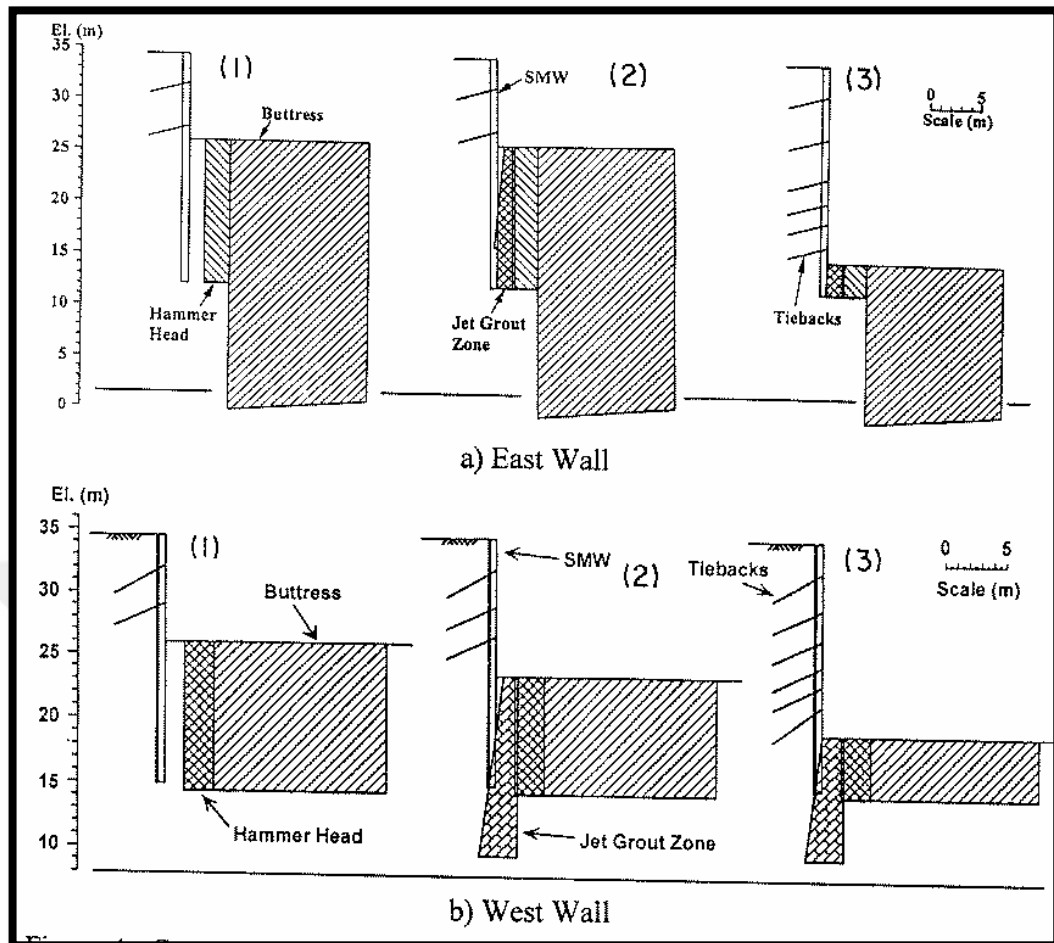 El. (m)
35
30
25
20
15
10
5
0
(1)
Buttress
Hammer
Head
(2)
SMW
Jet Grout
Zone
(3)
0 5
Scale (m)
Tiebacks
a) East Wall
El. (m)
35
30
25
20
15
10
(1)
Buttress
Hammer Head
(2)
SMW
Jet Grout Zone
(3)
Tiebacks
0 5
Scale (m)
b) West Wall